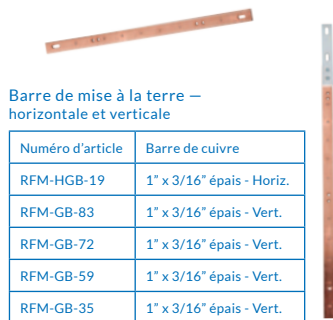 Barre de mise à la terre —
horizontale et verticale
Numéro d’article Barre de cuivre
RFM-HGB-19 1” x 3/16” épais - Horiz.
RFM-GB-83 1” x 3/16” épais - Vert.
RFM-GB-72 1” x 3/16” épais - Vert.
RFM-GB-59 1” x 3/16” épais - Vert.
RFM-GB-35 1” x 3/16” épais - Vert.